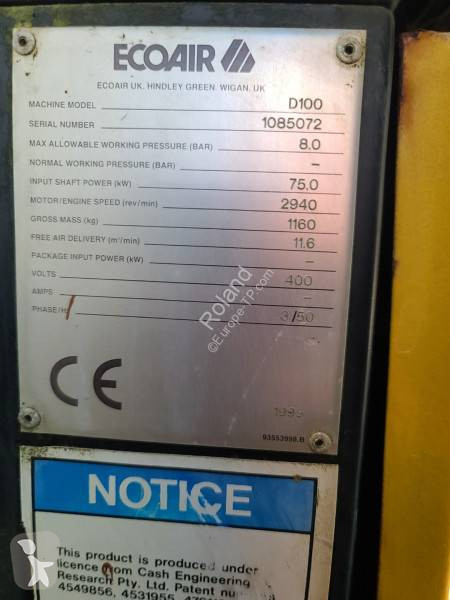 ECOAIR
ECOAIR UK. HINDLEY GREEN. WIGAN. UK
MACHINE MODEL D100
SERIAL NUMBER 1085072
MAX ALLOWABLE WORKING PRESSURE (BAR) 8.0
NORMAL WORKING PRESSURE (BAR) –
INPUT SHAFT POWER (kW) 75.0
MOTOR/ENGINE SPEED (rev/min) 2940
GROSS MASS (kg) 1160
FREE AIR DELIVERY (m³/min) 11.6
PACKAGE INPUT POWER (kW) –
VOLTS 400
AMPS –
PHASE/H 3/50
Roland
©Europe-TP.com
CE
93553998.B
NOTICE
This product is produced under
licence from Cash Engineering
Research Pty. Ltd. Patent
4549856, 4531955,